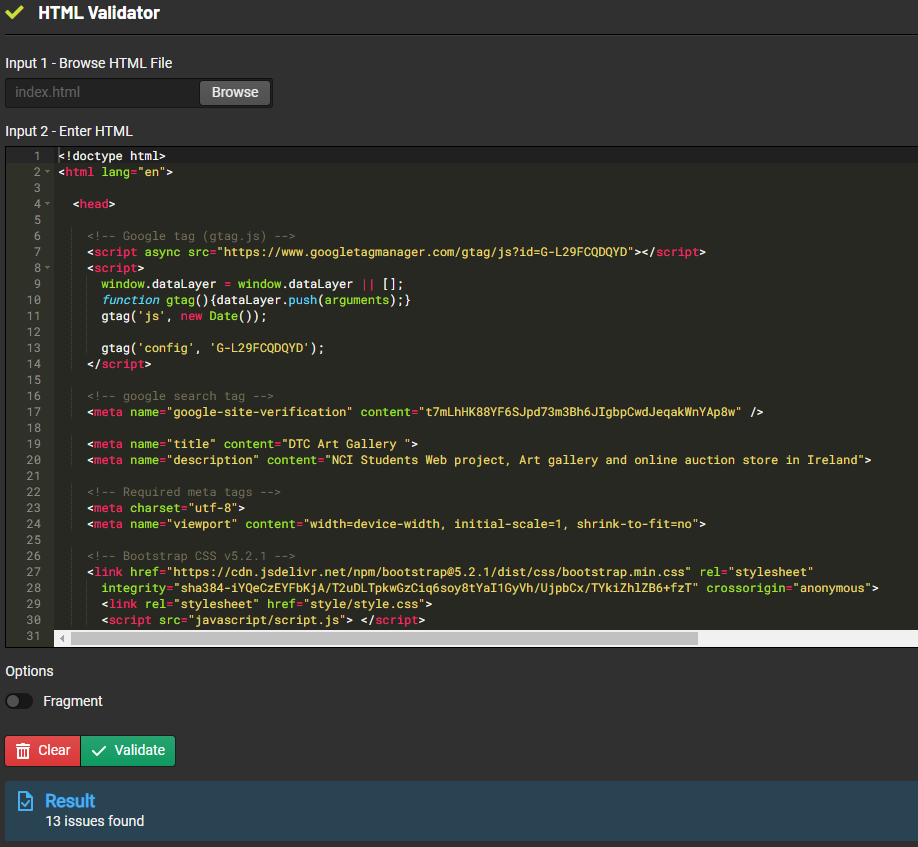 HTML Validator
Input 1 - Browse HTML File
index.html Browse
Input 2 - Enter HTML
1 <!doctype html>
2 <html lang="en">
3
4 <head>
5
6 <!-- Google tag (gtag.js) -->
7 <script async src="https://www.googletagmanager.com/gtag/js?id=G-L29FCQDQYD"></script>
8 <script>
9 window.dataLayer = window.dataLayer || [];
10 function gtag(){dataLayer.push(arguments);}
11 gtag('js', new Date());
12
13 gtag('config', 'G-L29FCQDQYD');
14 </script>
15
16 <!-- google search tag -->
17 <meta name="google-site-verification" content="t7mLhHK88YF6SJpd73m3Bh6JIgbpCwdJeqakWnYAp8w" />
18
19 <meta name="title" content="DTC Art Gallery ">
20 <meta name="description" content="NCI Students Web project, Art gallery and online auction store in Ireland">
21
22 <!-- Required meta tags -->
23 <meta charset="utf-8">
24 <meta name="viewport" content="width=device-width, initial-scale=1, shrink-to-fit=no">
25
26 <!-- Bootstrap CSS v5.2.1 -->
27 <link href="https://cdn.jsdelivr.net/npm/bootstrap@5.2.1/dist/css/bootstrap.min.css" rel="stylesheet"
28 integrity="sha384-iYQeCzEYFbKjA/T2uDLTpkwGzCiq6soy8tYaI1GyVh/UjpbCx/TYkiZhlZB6+fzT" crossorigin="anonymous">
29 <link rel="stylesheet" href="style/style.css">
30 <script src="javascript/script.js"> </script>
31
Options
Fragment
Clear Validate
Result
13 issues found